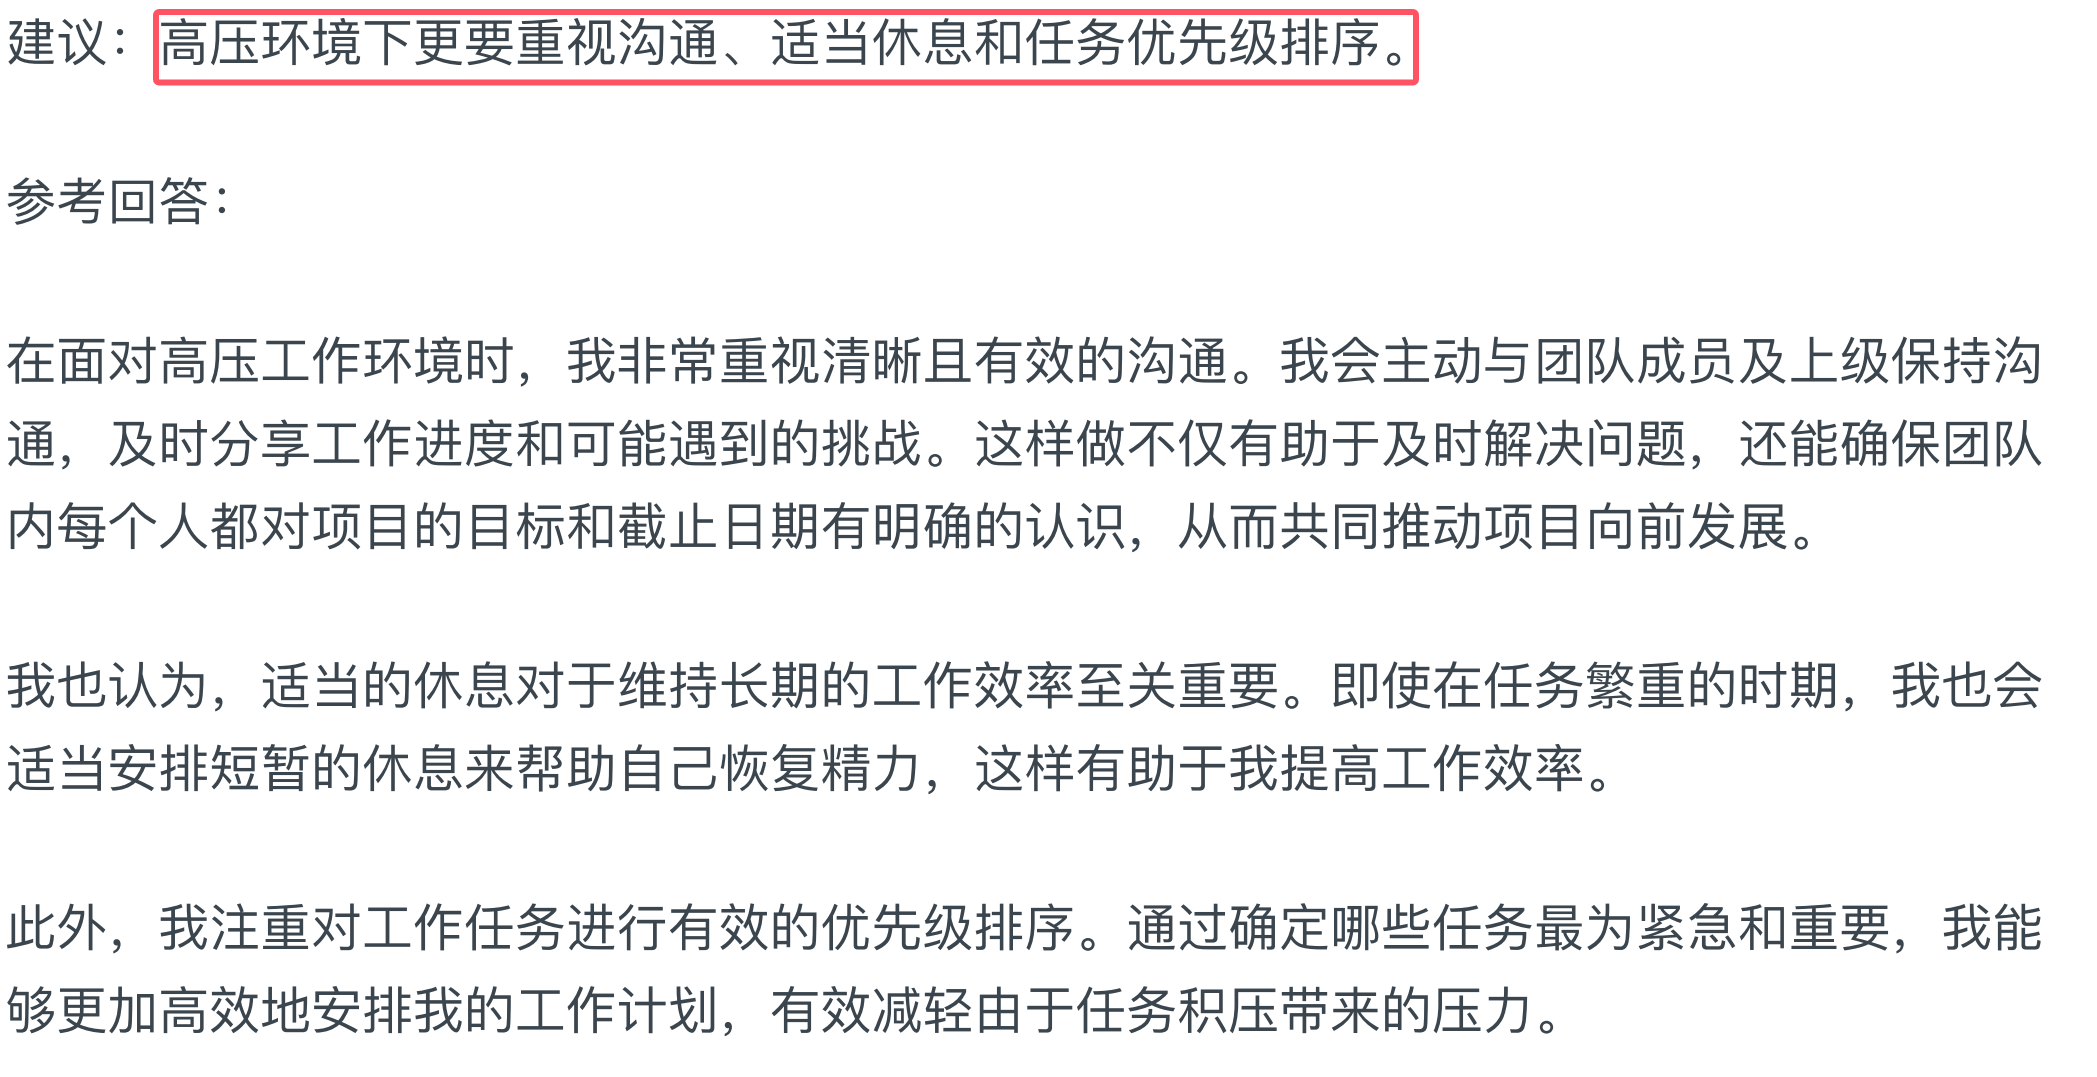 建议：高压环境下更要重视沟通、适当休息和任务优先级排序。
参考回答：
在面对高压工作环境时，我非常重视清晰且有效的沟通。我会主动与团队成员及上级保持沟
通，及时分享工作进度和可能遇到的挑战。这样做不仅有助于及时解决问题，还能确保团队
内每个人都对项目的目标和截止日期有明确的认识，从而共同推动项目向前发展。
我也认为，适当的休息对于维持长期的工作效率至关重要。即使在任务繁重的时期，我也会
适当安排短暂的休息来帮助自己恢复精力，这样有助于我提高工作效率。
此外，我注重对工作任务进行有效的优先级排序。通过确定哪些任务最为紧急和重要，我能
够更加高效地安排我的工作计划，有效减轻由于任务积压带来的压力。